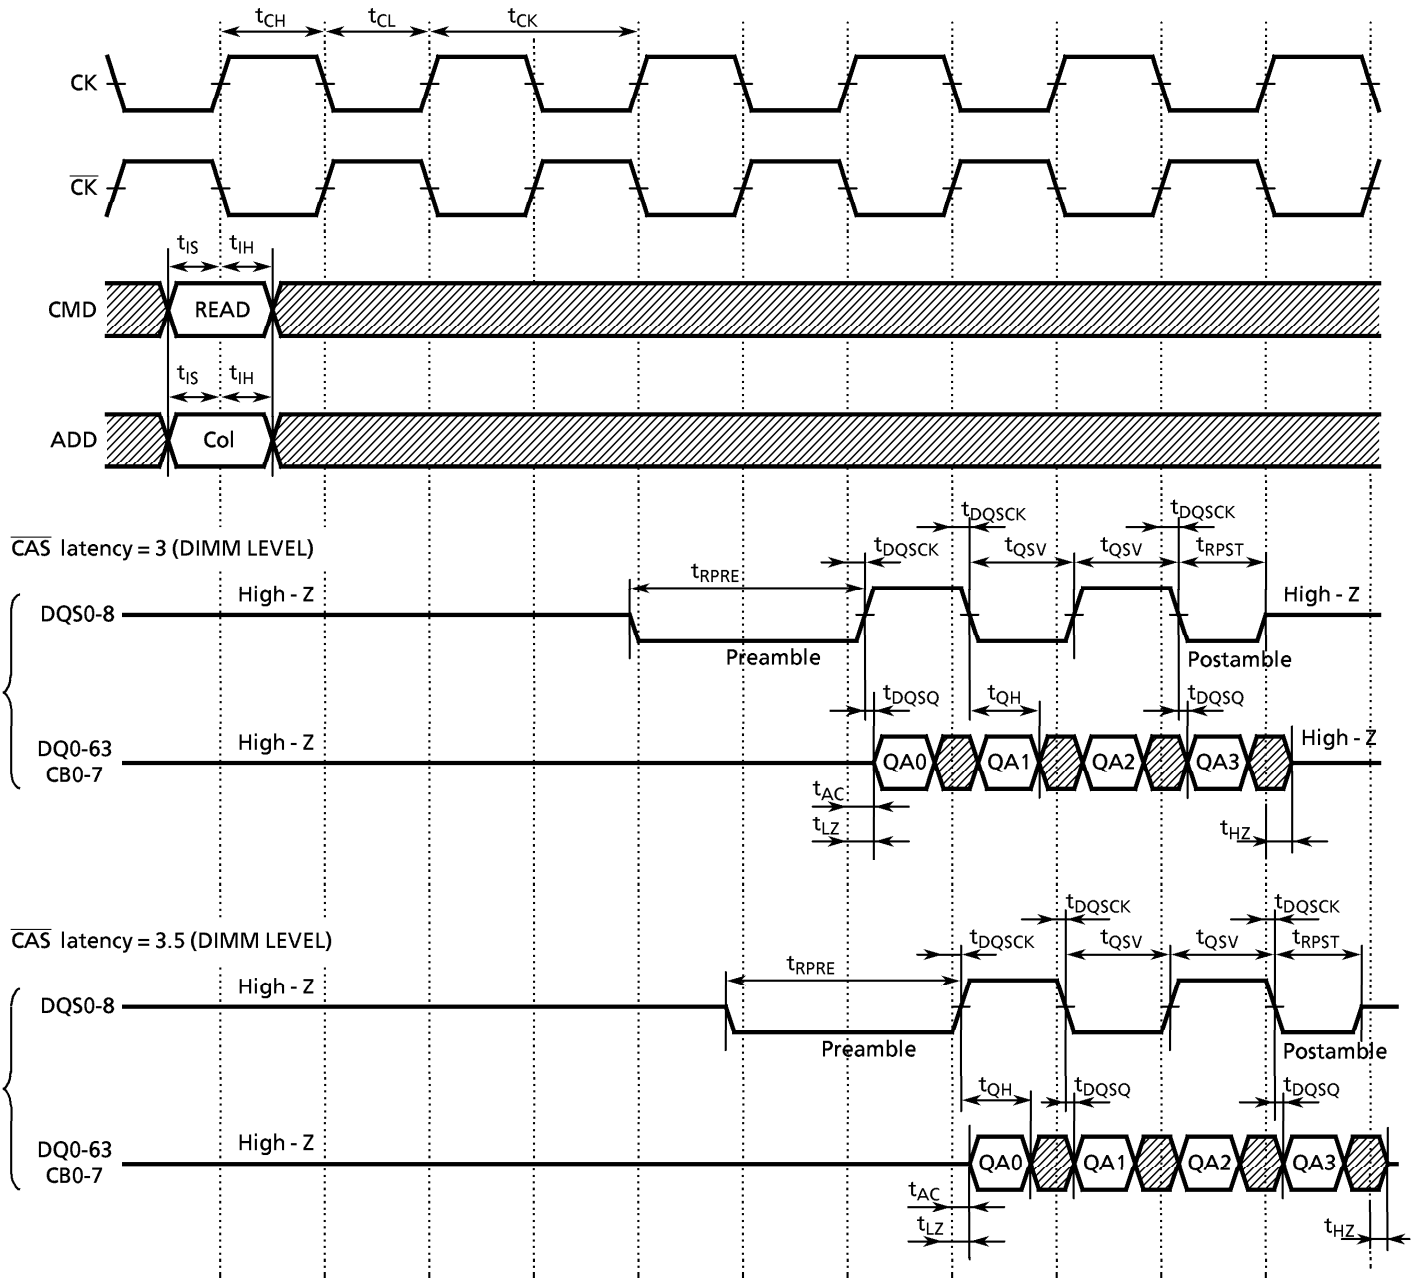 tCH tCL tCK
CK
CK
tIS tIH
CMD READ
tIS tIH
ADD Col
tDQSCK tDQSCK
CAS latency = 3 (DIMM LEVEL) tDQSCK tQSV tQSV tRPST
tRPRE
High - Z High - Z
DQS0-8
Preamble Postamble
tDQSQ tQH tDQSQ
High - Z High - Z
DQ0-63
CB0-7
QA0 QA1 QA2 QA3
tAC
tLZ tHZ
tDQSCK tDQSCK
CAS latency = 3.5 (DIMM LEVEL) tDQSCK tQSV tQSV tRPST
tRPRE
High - Z
DQS0-8
Preamble Postamble
tQH tDQSQ tDQSQ
High - Z
DQ0-63
CB0-7
QA0 QA1 QA2 QA3
tAC
tLZ tHZ